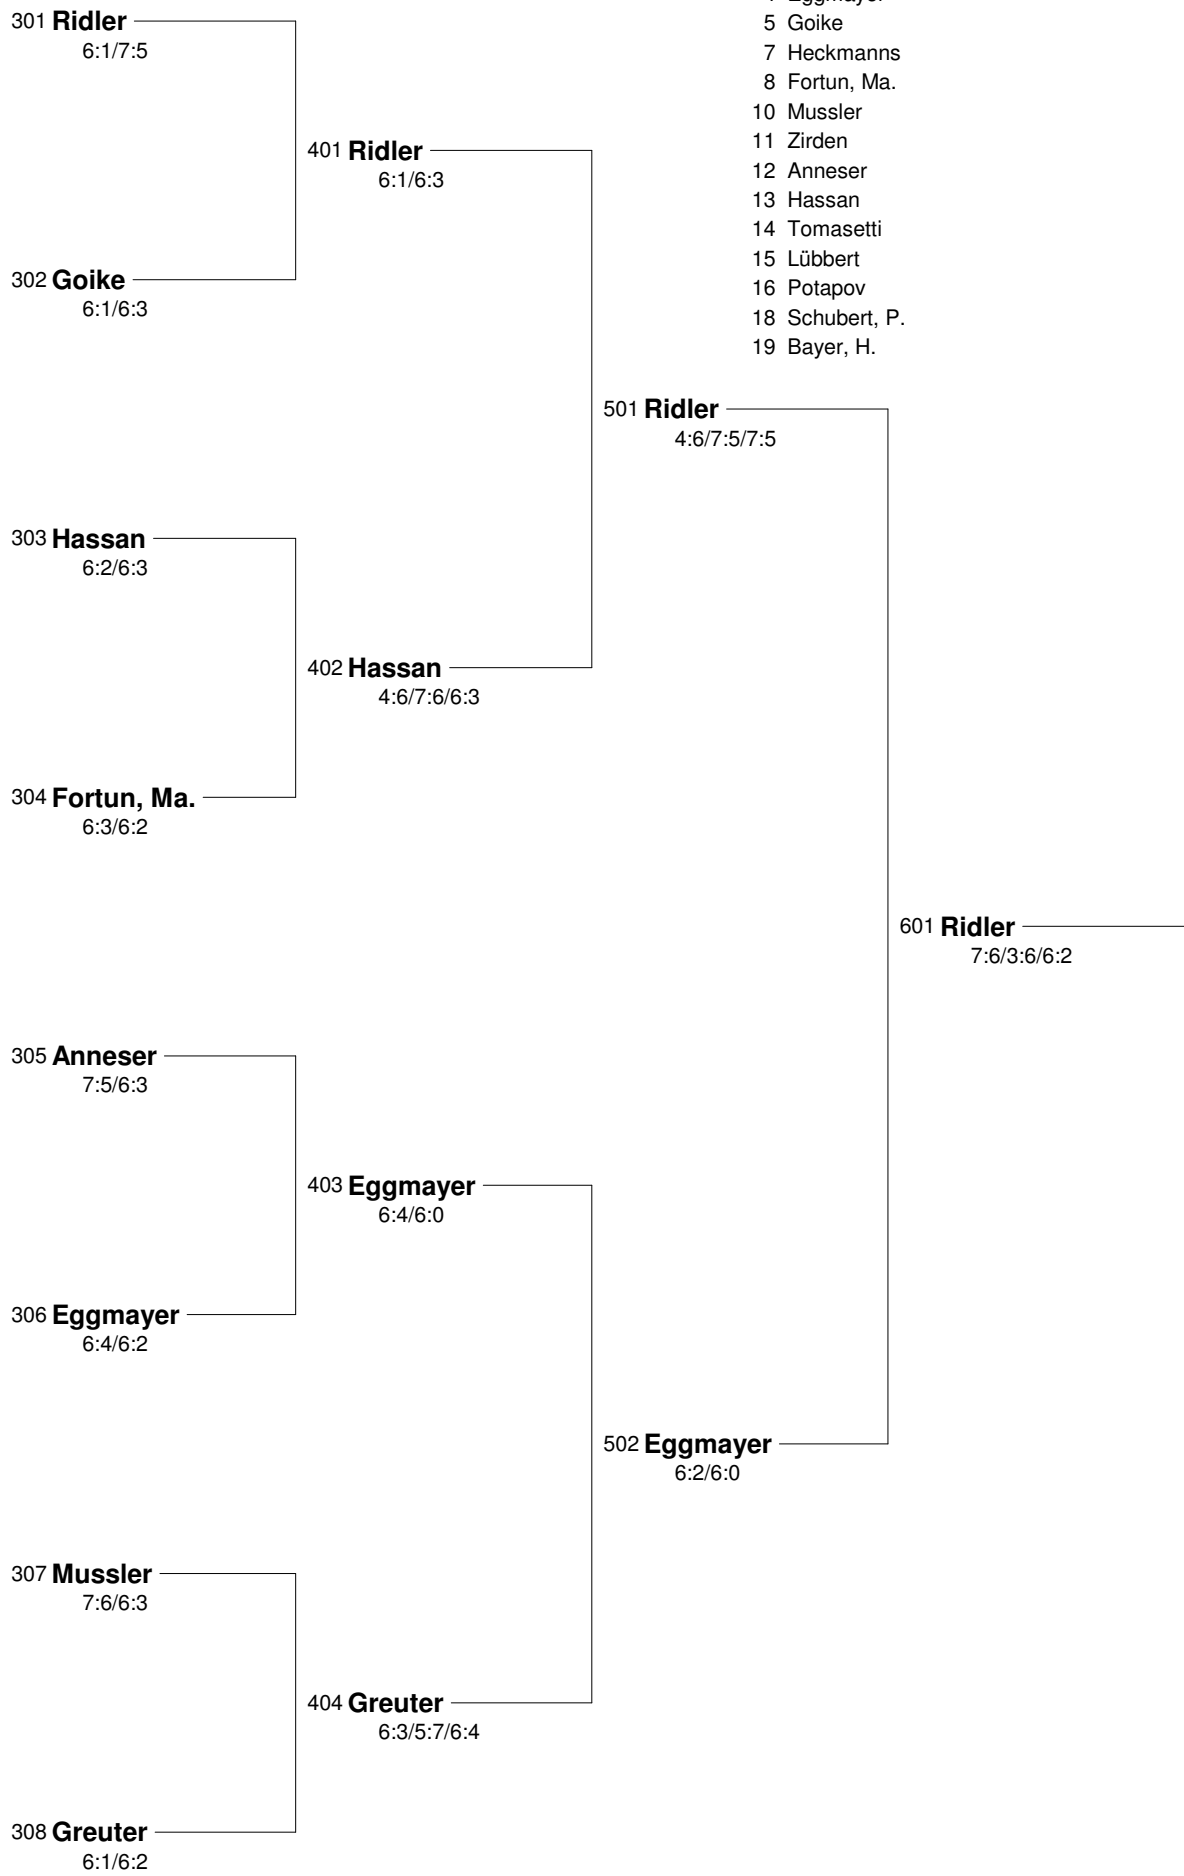 301 Ridler
6:1/7:5
302 Goike
6:1/6:3
303 Hassan
6:2/6:3
304 Fortun, Ma.
6:3/6:2
305 Anneser
7:5/6:3
306 Eggmayer
6:4/6:2
307 Mussler
7:6/6:3
308 Greuter
6:1/6:2
401 Ridler
6:1/6:3
402 Hassan
4:6/7:6/6:3
403 Eggmayer
6:4/6:0
404 Greuter
6:3/5:7/6:4
4 Eggmayer
5 Goike
7 Heckmanns
8 Fortun, Ma.
10 Mussler
11 Zirden
12 Anneser
13 Hassan
14 Tomasetti
15 Lübbert
16 Potapov
18 Schubert, P.
19 Bayer, H.
501 Ridler
4:6/7:5/7:5
502 Eggmayer
6:2/6:0
601 Ridler
7:6/3:6/6:2